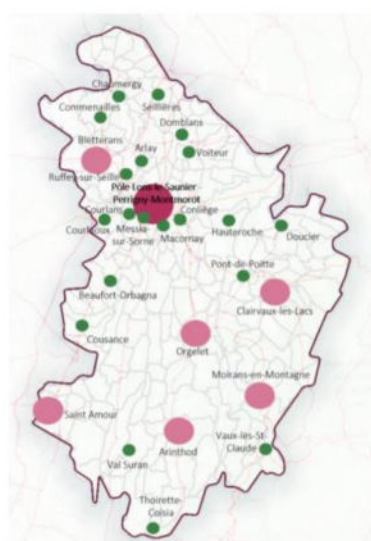 Chaumergy
Seillières
Commenailles
Domblans
Bletterans
Arlay
Voiteur
Ruffey-sur-Seille
Pôle Lons le Saunier
Perrigny-Montmorot
Courlans
Conliège
Courlaoux
Messia-
sur-Sorne
Macornay
Hauteroche
Doucier
Pont-de-Poitte
Beaufort-Orbagna
Clairvaux-les-Lacs
Cousance
Orgelet
Moirans-en-Montagne
Saint Amour
Arinthod
Vaux-lès-St-
Claude
Val Suran
Thoirette-
Coisia